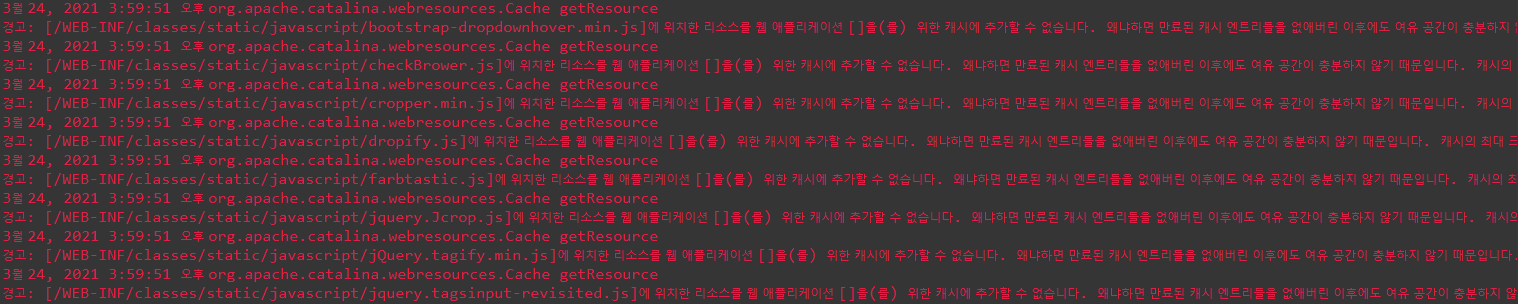 3월 24, 2021 3:59:51 오후 org.apache.catalina.webresources.Cache getResource
경고: [/WEB-INF/classes/static/javascript/bootstrap-dropdownhover.min.js]에 위치한 리소스를 웹 애플리케이션 []을(를) 위한 캐시에 추가할 수 없습니다. 왜냐하면 만료된 캐시 엔트리들을 없애버린 이후에도 여유 공간이 충분하지
3월 24, 2021 3:59:51 오후 org.apache.catalina.webresources.Cache getResource
경고: [/WEB-INF/classes/static/javascript/checkBrower.js]에 위치한 리소스를 웹 애플리케이션 []을(를) 위한 캐시에 추가할 수 없습니다. 왜냐하면 만료된 캐시 엔트리들을 없애버린 이후에도 여유 공간이 충분하지 않기 때문입니다. 캐시의
3월 24, 2021 3:59:51 오후 org.apache.catalina.webresources.Cache getResource
경고: [/WEB-INF/classes/static/javascript/cropper.min.js]에 위치한 리소스를 웹 애플리케이션 []을(를) 위한 캐시에 추가할 수 없습니다. 왜냐하면 만료된 캐시 엔트리들을 없애버린 이후에도 여유 공간이 충분하지 않기 때문입니다. 캐시의
3월 24, 2021 3:59:51 오후 org.apache.catalina.webresources.Cache getResource
경고: [/WEB-INF/classes/static/javascript/dropify.js]에 위치한 리소스를 웹 애플리케이션 []을(를) 위한 캐시에 추가할 수 없습니다. 왜냐하면 만료된 캐시 엔트리들을 없애버린 이후에도 여유 공간이 충분하지 않기 때문입니다. 캐시의 최대
3월 24, 2021 3:59:51 오후 org.apache.catalina.webresources.Cache getResource
경고: [/WEB-INF/classes/static/javascript/farbtastic.js]에 위치한 리소스를 웹 애플리케이션 []을(를) 위한 캐시에 추가할 수 없습니다. 왜냐하면 만료된 캐시 엔트리들을 없애버린 이후에도 여유 공간이 충분하지 않기 때문입니다. 캐시의
3월 24, 2021 3:59:51 오후 org.apache.catalina.webresources.Cache getResource
경고: [/WEB-INF/classes/static/javascript/jquery.Jcrop.js]에 위치한 리소스를 웹 애플리케이션 []을(를) 위한 캐시에 추가할 수 없습니다. 왜냐하면 만료된 캐시 엔트리들을 없애버린 이후에도 여유 공간이 충분하지 않기 때문입니다. 캐시의
3월 24, 2021 3:59:51 오후 org.apache.catalina.webresources.Cache getResource
경고: [/WEB-INF/classes/static/javascript/jQuery.tagify.min.js]에 위치한 리소스를 웹 애플리케이션 []을(를) 위한 캐시에 추가할 수 없습니다. 왜냐하면 만료된 캐시 엔트리들을 없애버린 이후에도 여유 공간이 충분하지 않기 때문입니다.
3월 24, 2021 3:59:51 오후 org.apache.catalina.webresources.Cache getResource
경고: [/WEB-INF/classes/static/javascript/jquery.tagsinput-revisited.js]에 위치한 리소스를 웹 애플리케이션 []을(를) 위한 캐시에 추가할 수 없습니다. 왜냐하면 만료된 캐시 엔트리들을 없애버린 이후에도 여유 공간이 충분하지